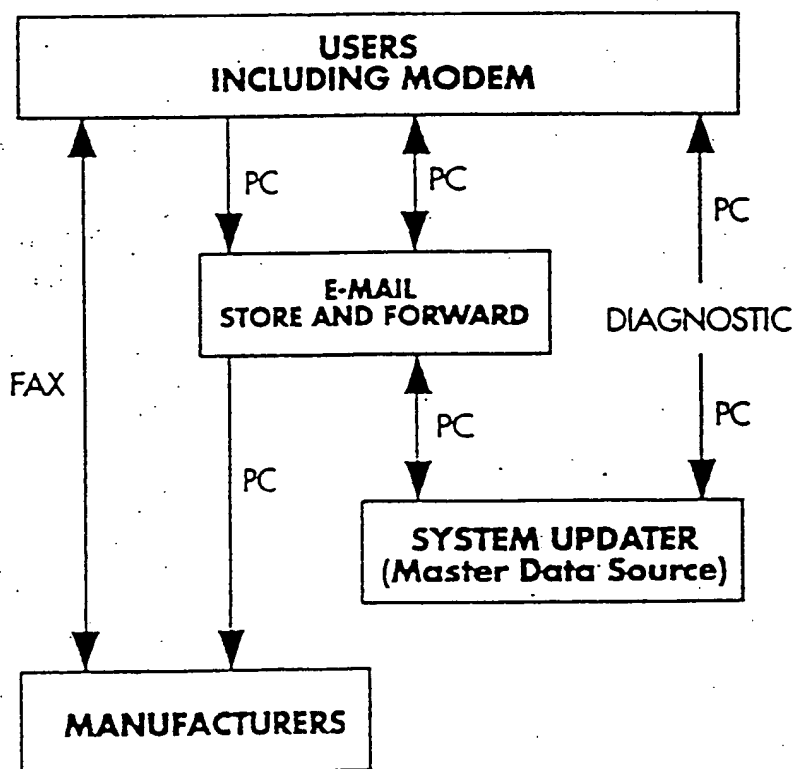 USERS
INCLUDING MODEM
PC
PC
PC
E-MAIL
STORE AND FORWARD
DIAGNOSTIC
FAX
PC
PC
PC
SYSTEM UPDATER
(Master Data Source)
MANUFACTURERS